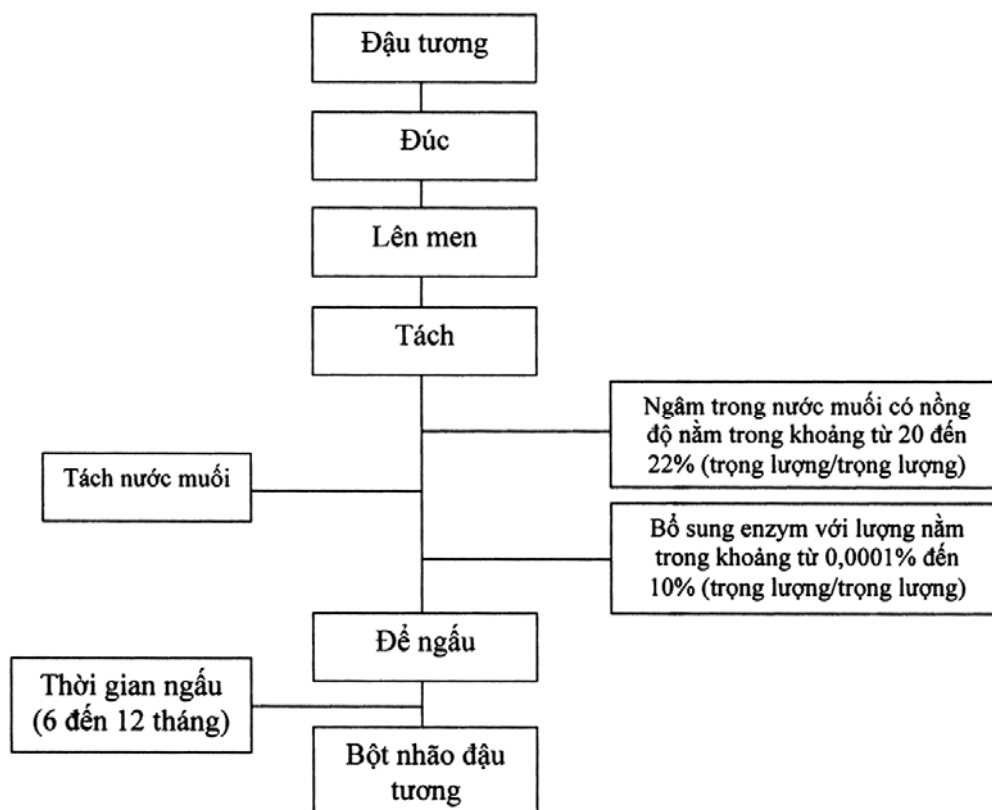 Đậu tương
Đúc
Lên men
Tách
Ngâm trong nước muối có nồng
độ nằm trong khoảng từ 20 đến
22% (trọng lượng/trọng lượng)
Tách nước muối
Bổ sung enzym với lượng nằm
trong khoảng từ 0,0001% đến
10% (trọng lượng/trọng lượng)
Để ngấu
Thời gian ngấu
(6 đến 12 tháng)
Bột nhão đậu
tương